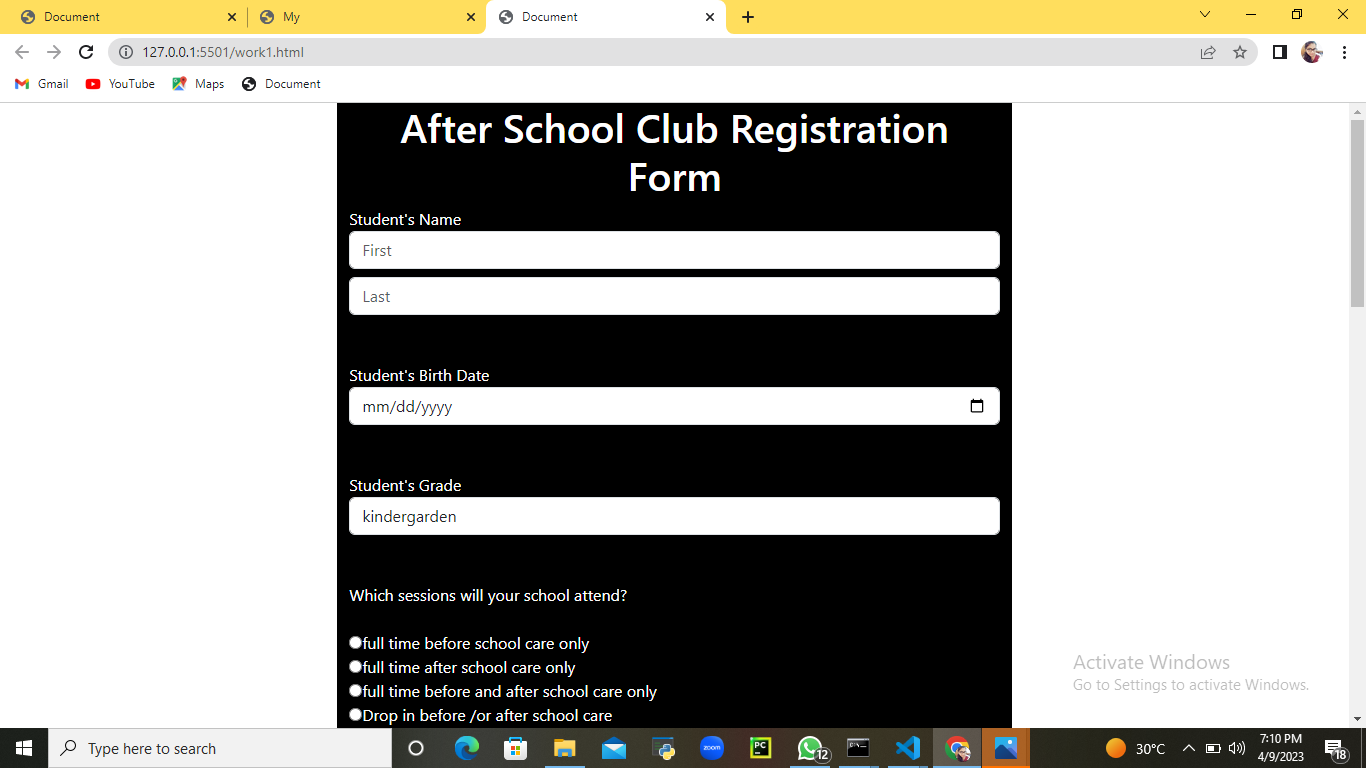 Document
My
Document
127.0.0.1:5501/work1.html
Gmail
YouTube
Maps
Document
After School Club Registration
Form
Student's Name
First
Last
Student's Birth Date
mm/dd/yyyy
Student's Grade
kindergarden
Which sessions will your school attend?
full time before school care only
full time after school care only
full time before and after school care only
Drop in before /or after school care
Activate Windows
Go to Settings to activate Windows.
Type here to search
zoom
PC
12
30°C
7:10 PM
4/9/2023
18